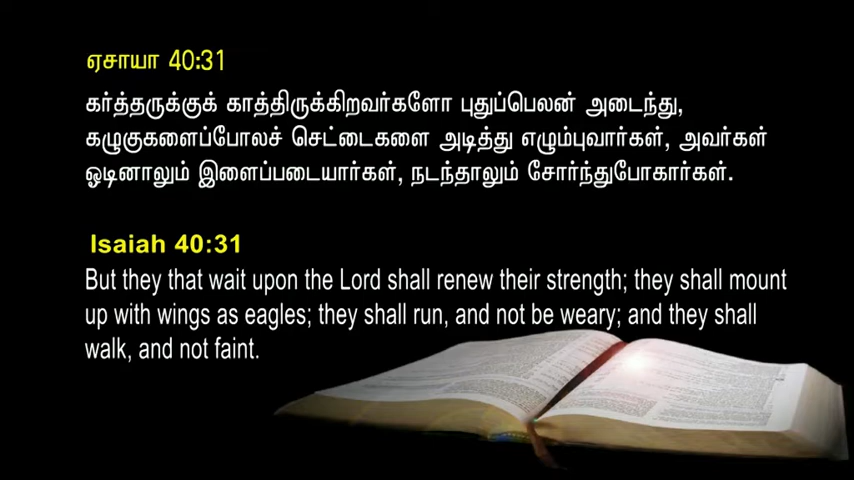 ஏசாயா 40:31
கர்த்தருக்குக் காத்திருக்கிறவர்களோ புதுப்பெலன் அடைந்து,
கழுகுகளைப்போலச் செட்டைகளை அடித்து எழும்புவார்கள், அவர்கள்
ஓடினாலும் இளைப்படையார்கள், நடந்தாலும் சோர்ந்துபோகார்கள்.
Isaiah 40:31
But they that wait upon the Lord shall renew their strength; they shall mount
up with wings as eagles; they shall run, and not be weary; and they shall
walk, and not faint.